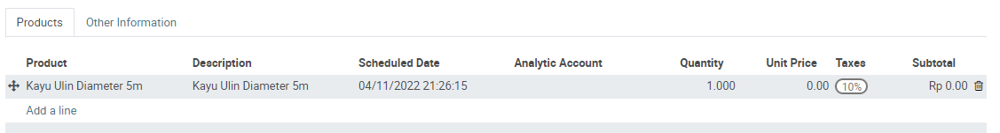 Products Other Information
Product Description Scheduled Date Analytic Account Quantity Unit Price Taxes Subtotal
Kayu Ulin Diameter 5m Kayu Ulin Diameter 5m 04/11/2022 21:26:15 1.000 0.00 10% Rp 0.00
Add a line